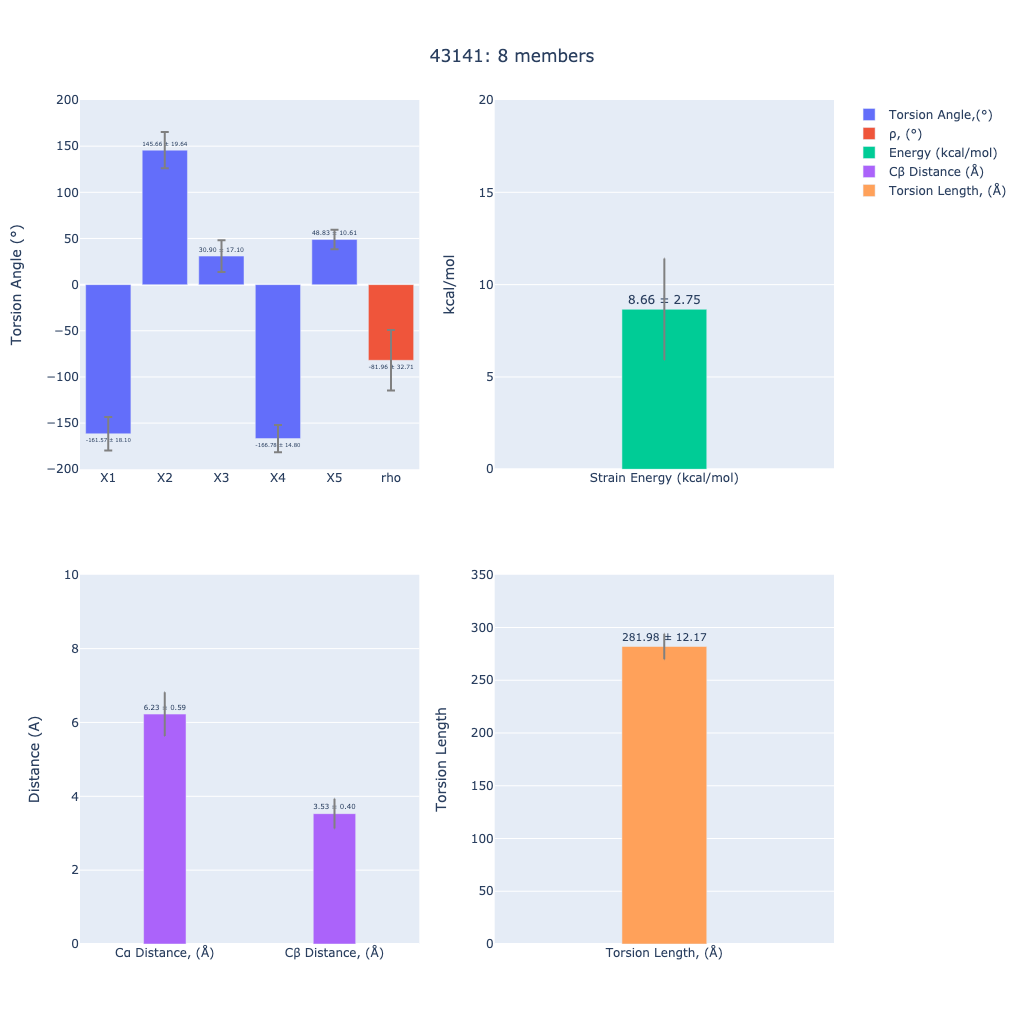 43141: 8 members
Torsion Angle (°)
200
150
100
50
0
−50
−100
−150
−200
145.66 ± 19.64
30.90 ± 17.10
48.83 ± 10.61
-161.57 ± 18.10
-166.78 ± 14.80
-81.96 ± 32.71
X1 X2 X3 X4 X5 rho
kcal/mol
20
15
10
5
0
8.66 ± 2.75
Strain Energy (kcal/mol)
Torsion Angle,(°)
ρ, (°)
Energy (kcal/mol)
Cβ Distance (Å)
Torsion Length, (Å)
Distance (A)
10
8
6
4
2
0
6.23 ± 0.59
3.53 ± 0.40
Cα Distance, (Å) Cβ Distance, (Å)
Torsion Length
350
300
250
200
150
100
50
0
281.98 ± 12.17
Torsion Length, (Å)